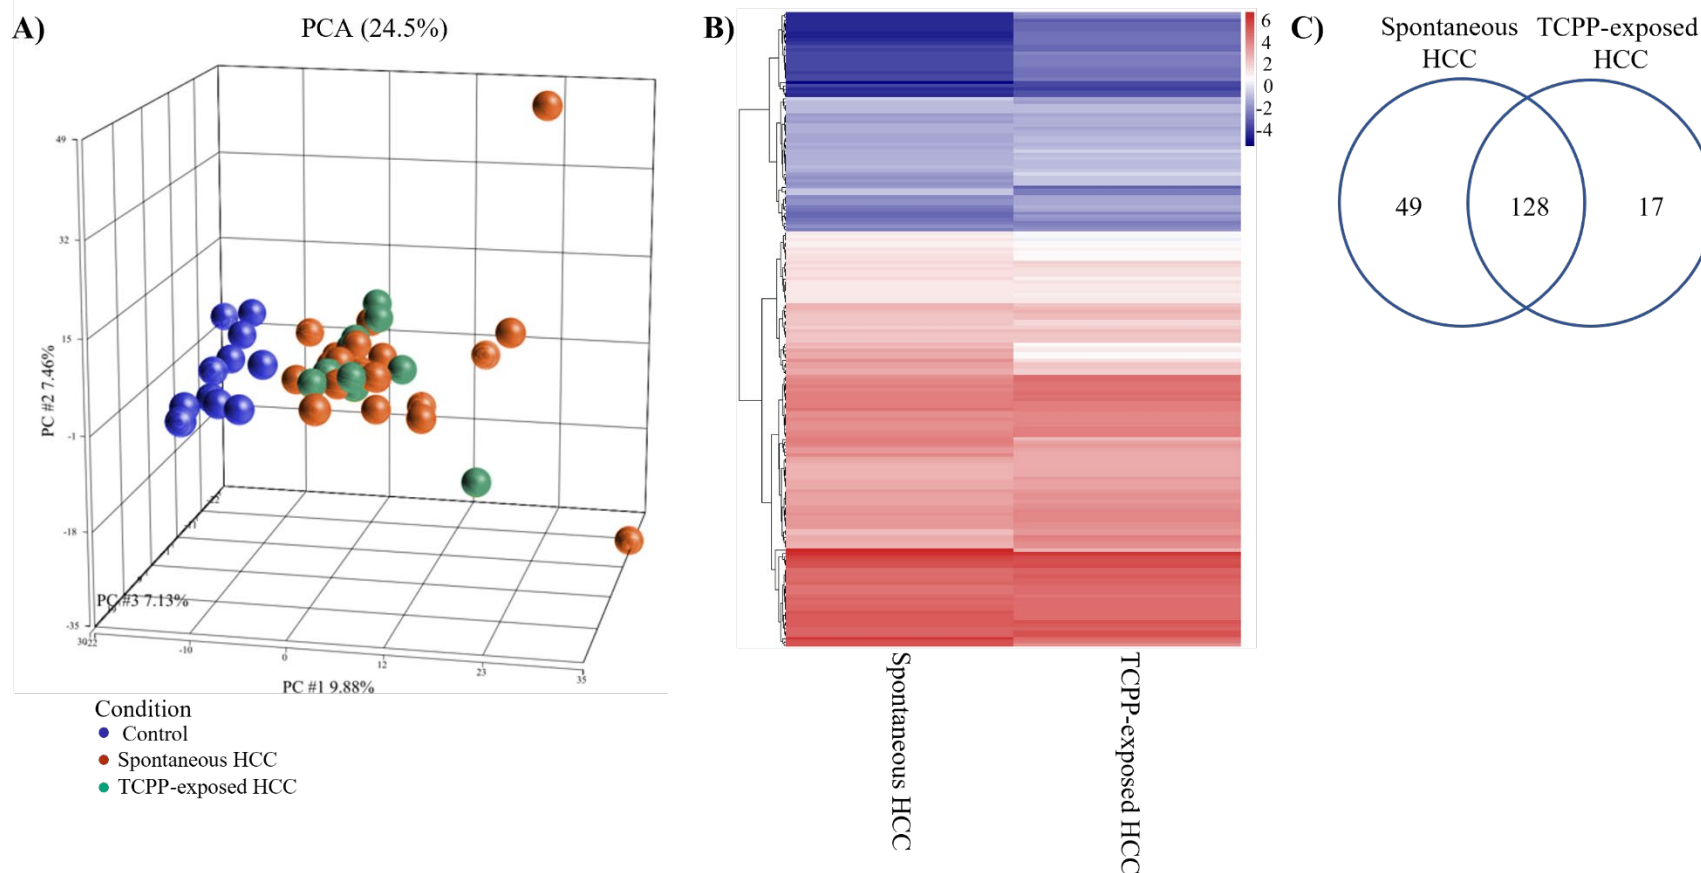 A)
PCA (24.5%)
49
32
15
-1
-18
-35
PC #2 7.46%
PC #3 7.13%
-10
0
12
23
35
PC #1 9.88%
Condition
Control
Spontaneous HCC
TCPP-exposed HCC
B)
6
4
2
0
-2
-4
Spontaneous HCC
TCPP-exposed HCC
C)
Spontaneous
HCC
TCPP-exposed
HCC
49
128
17